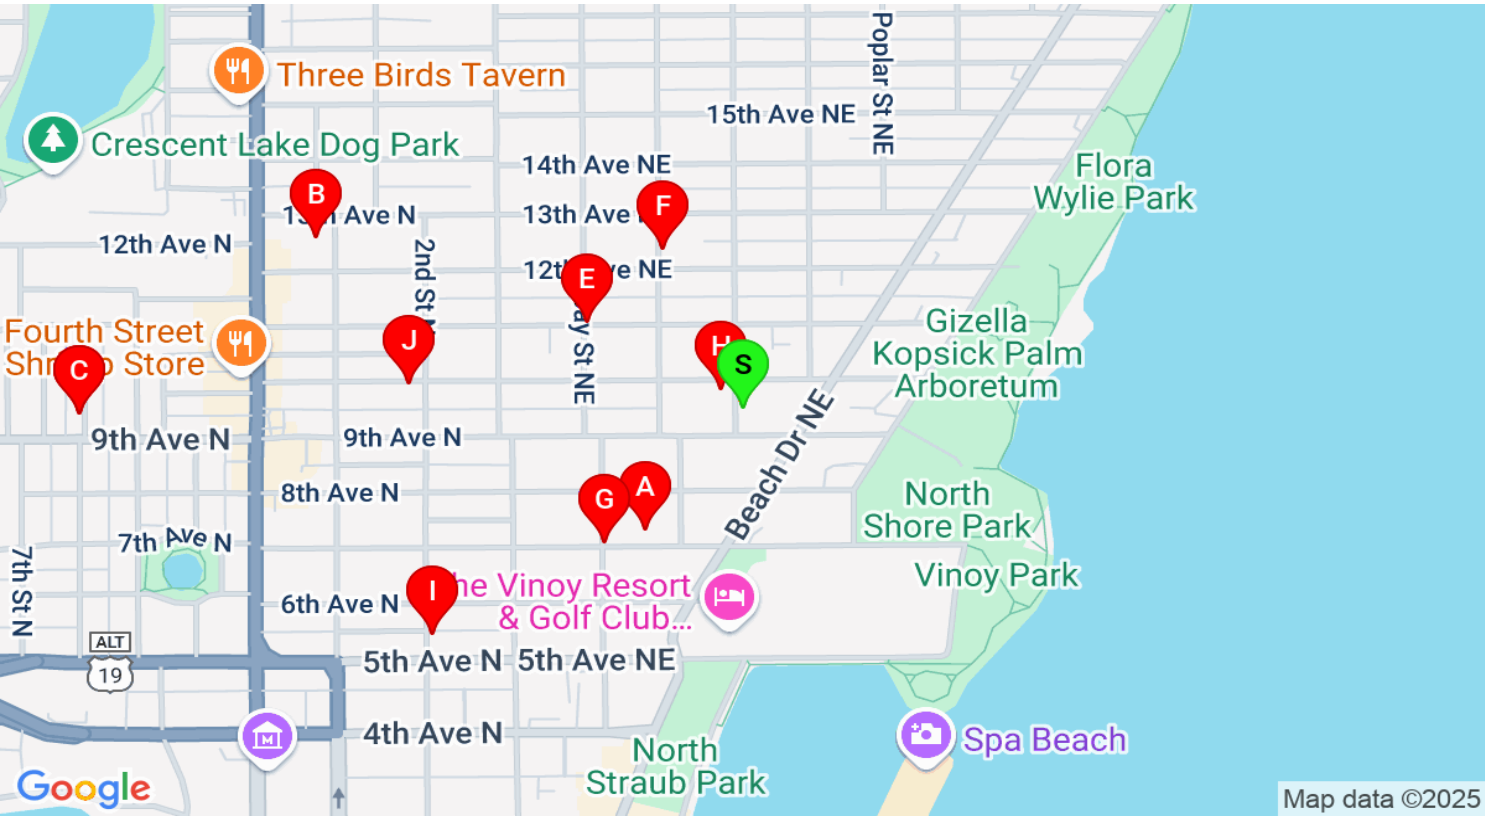 Poplar St NE
Three Birds Tavern
15th Ave NE
Crescent Lake Dog Park
14th Ave NE
Flora
Wylie Park
B
F
13th Ave
Ave N
12th Ave N
2nd St N
E
NE
Fourth Street
Store
Gizella
Kopsick Palm
Arboretum
J
H
S
C
St NE
Beach Dr NE
9th Ave N
9th Ave N
8th Ave N
G
A
North
Shore Park
7th Ave N
7th St N
Vinoy Park
I
6th Ave N
Vinoy Resort
& Golf Club...
ALT
19
5th Ave N
5th Ave NE
4th Ave N
M
Spa Beach
North
Straub Park
Google
Map data ©2025